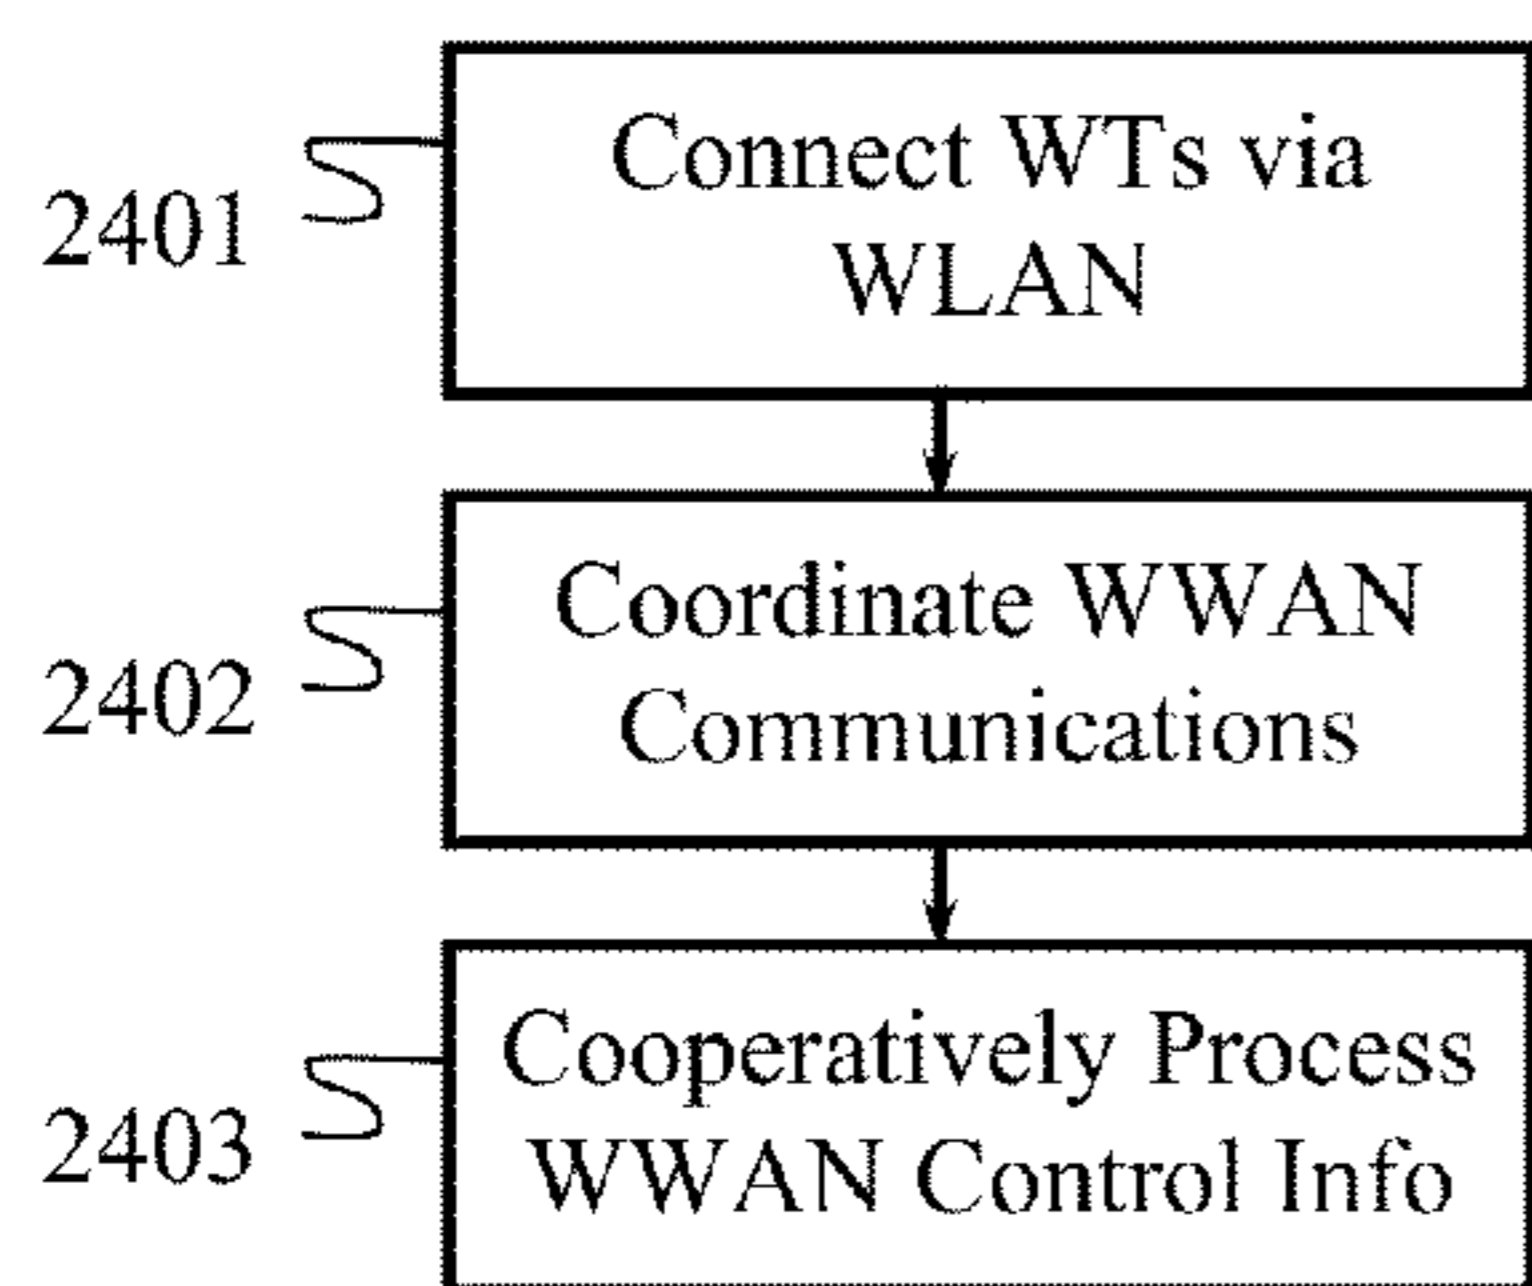 2401
Connect WTs via
WLAN
2402
Coordinate WWAN
Communications
2403
Cooperatively Process
WWAN Control Info